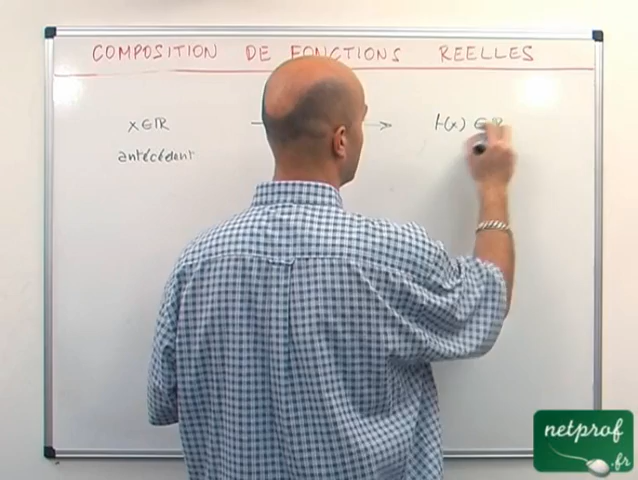 COMPOSITION DE FONCTIONS REELLES
x∈ℝ → f(x) ∈ℝ
antécédent
netprof
.fr